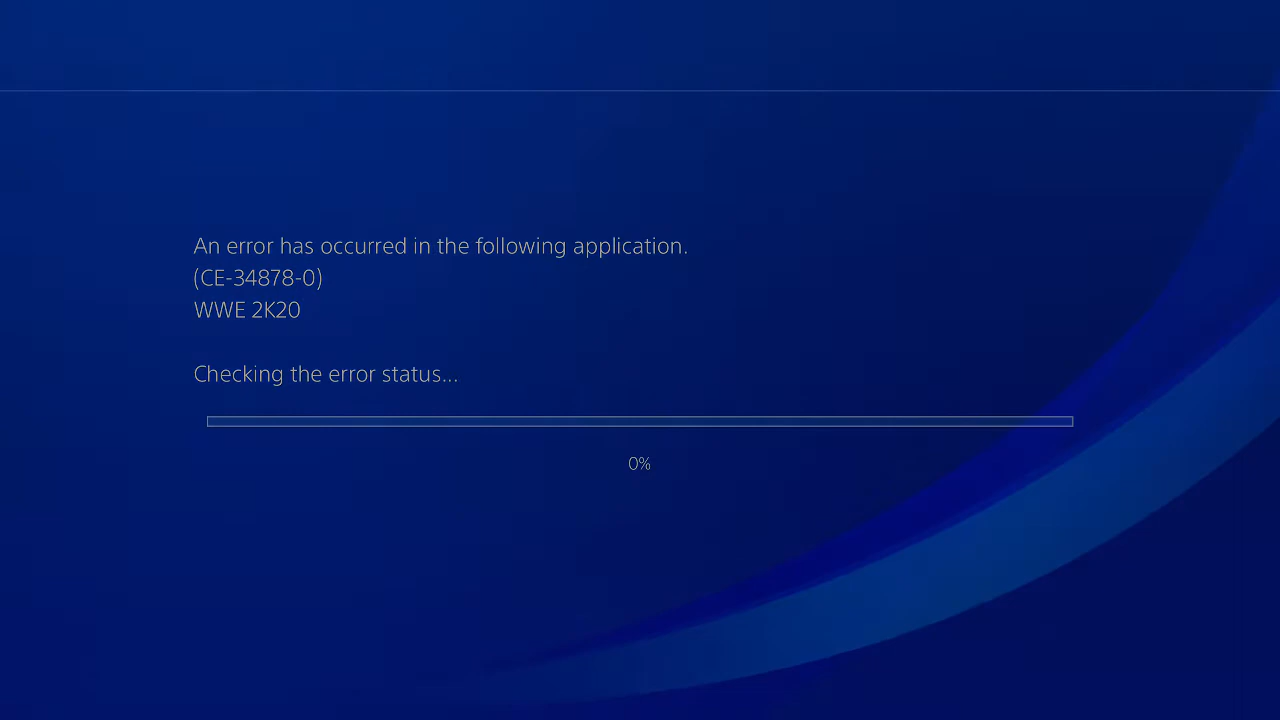 An error has occurred in the following application.
(CE-34878-0)
WWE 2K20
Checking the error status...
0%